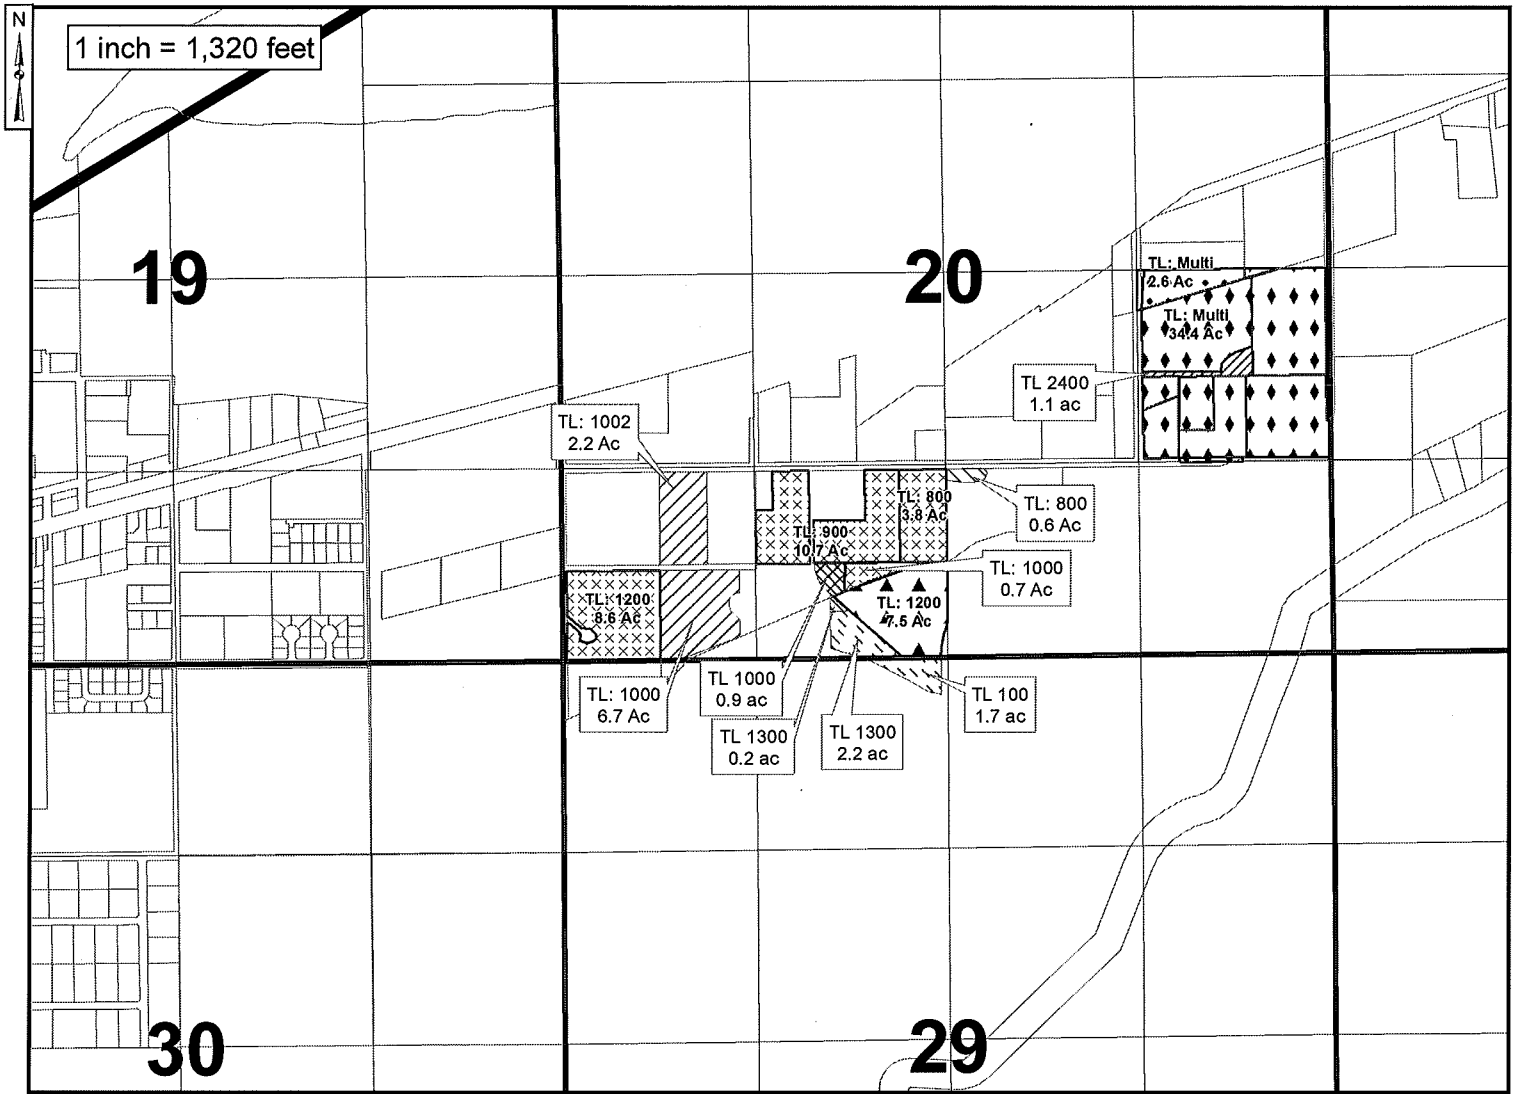 N
1 inch = 1,320 feet
19
20
TL: Multi
2.6 Ac
TL: Multi
34.4 Ac
TL 2400
1.1 ac
TL: 1002
2.2 Ac
TL: 800
3.8 Ac
TL: 800
0.6 Ac
TL: 900
10.7 Ac
TL: 1000
0.7 Ac
TL: 1200
8.6 Ac
TL: 1200
7.5 Ac
TL: 1000
6.7 Ac
TL 1000
0.9 ac
TL 100
1.7 ac
TL 1300
0.2 ac
TL 1300
2.2 ac
30
29